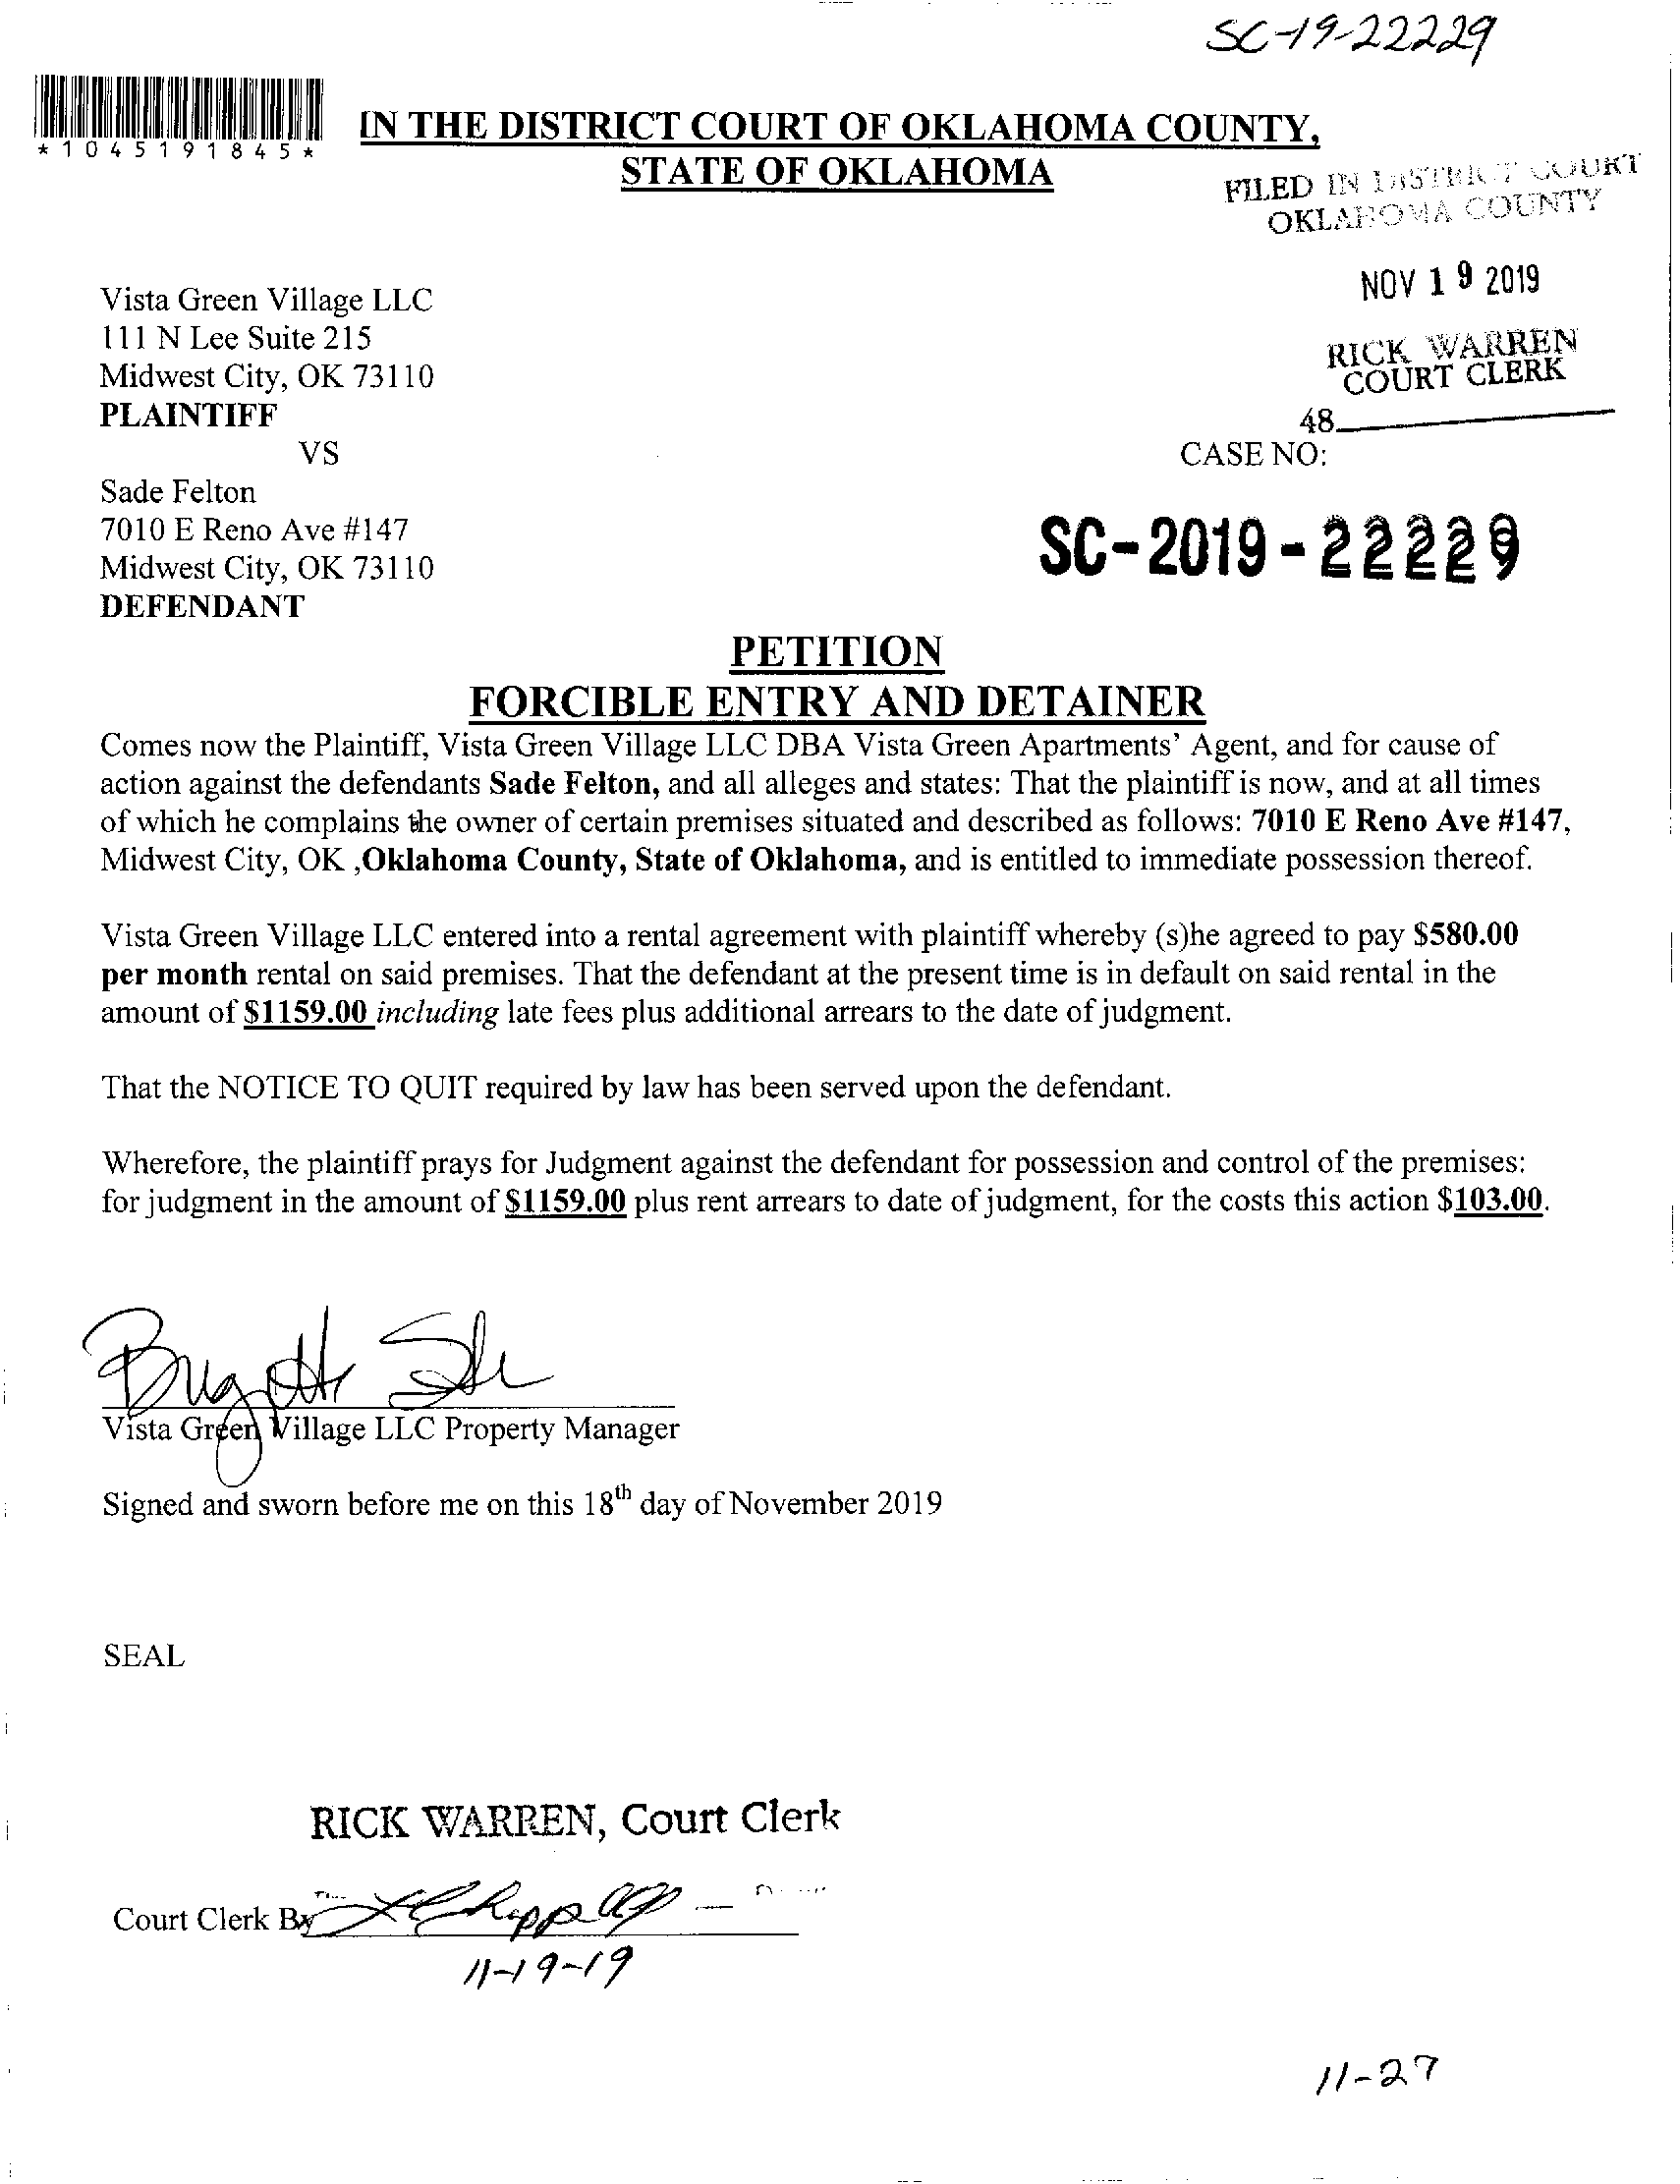 SC-19-22229
*1045191845*
IN THE DISTRICT COURT OF OKLAHOMA COUNTY,
STATE OF OKLAHOMA
FILED IN DISTRICT COURT
OKLAHOMA COUNTY
NOV 19 2019
RICK WARREN
COURT CLERK
48
Vista Green Village LLC
111 N Lee Suite 215
Midwest City, OK 73110
PLAINTIFF
VS
CASE NO:
Sade Felton
7010 E Reno Ave #147
Midwest City, OK 73110
DEFENDANT
SC-2019-22229
PETITION
FORCIBLE ENTRY AND DETAINER
Comes now the Plaintiff, Vista Green Village LLC DBA Vista Green Apartments' Agent, and for cause of
action against the defendants Sade Felton, and all alleges and states: That the plaintiff is now, and at all times
of which he complains the owner of certain premises situated and described as follows: 7010 E Reno Ave #147,
Midwest City, OK ,Oklahoma County, State of Oklahoma, and is entitled to immediate possession thereof.
Vista Green Village LLC entered into a rental agreement with plaintiff whereby (s)he agreed to pay $580.00
per month rental on said premises. That the defendant at the present time is in default on said rental in the
amount of $1159.00 including late fees plus additional arrears to the date of judgment.
That the NOTICE TO QUIT required by law has been served upon the defendant.
Wherefore, the plaintiff prays for Judgment against the defendant for possession and control of the premises:
for judgment in the amount of $1159.00 plus rent arrears to date of judgment, for the costs this action $103.00.
Vista Green Village LLC Property Manager
Signed and sworn before me on this 18th day of November 2019
SEAL
RICK WARREN, Court Clerk
Court Clerk By
11-19-19
11-27